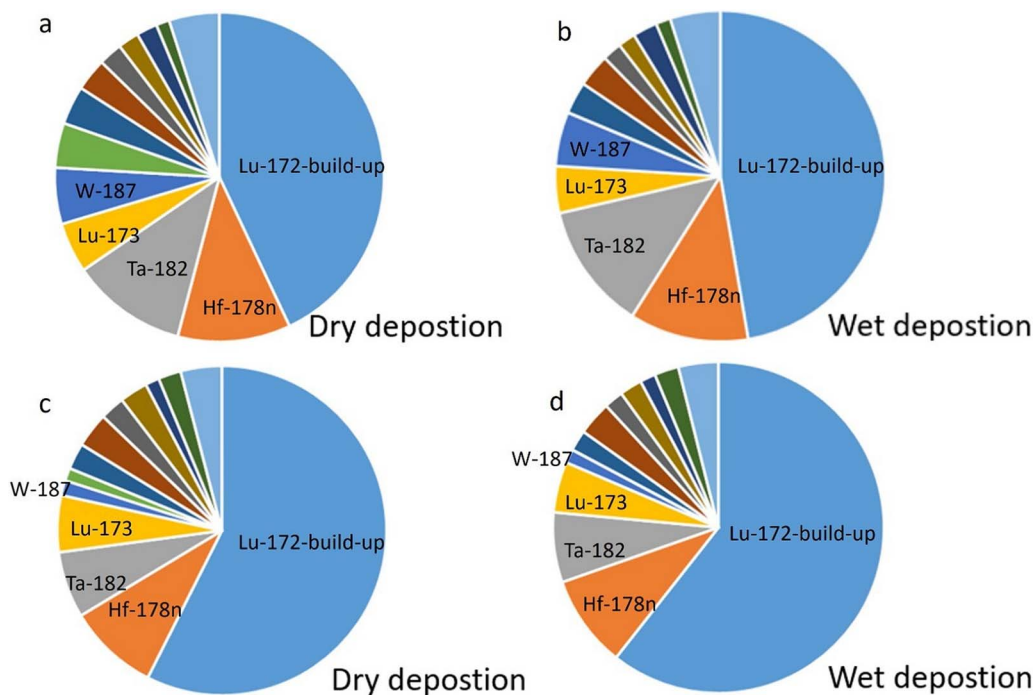 a
Lu-172-build-up
W-187
Lu-173
Ta-182
Hf-178n
Dry depostion
b
Lu-172-build-up
W-187
Lu-173
Ta-182
Hf-178n
Wet depostion
c
Lu-172-build-up
W-187
Lu-173
Ta-182
Hf-178n
Dry depostion
d
Lu-172-build-up
W-187
Lu-173
Ta-182
Hf-178n
Wet depostion